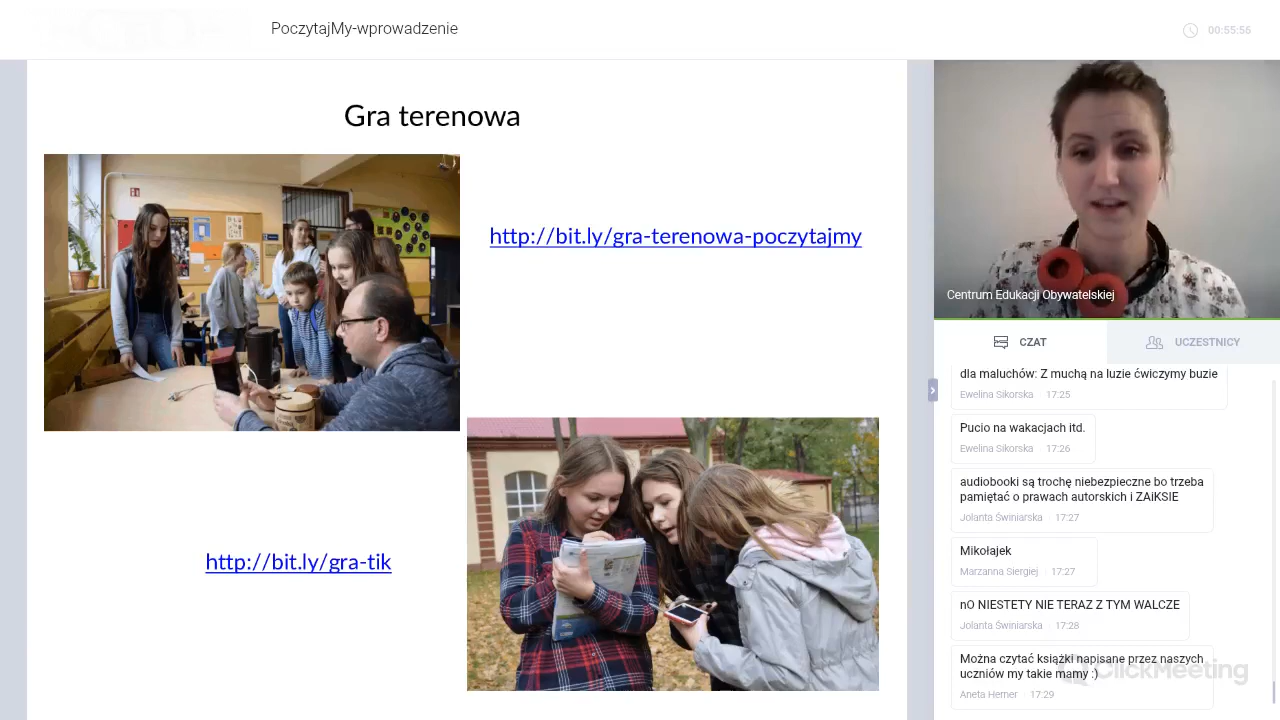 PoczytajMy-wprowadzenie
00:55:56
Gra terenowa
http://bit.ly/gra-terenowa-poczytajmy
http://bit.ly/gra-tik
Centrum Edukacji Obywatelskiej
CZAT
UCZESTNICY
dla maluchów: Z muchą na luzie ćwiczymy buzie
Ewelina Sikorska 17:25
Pucio na wakacjach itd.
Ewelina Sikorska 17:26
audiobooki są trochę niebezpieczne bo trzeba
pamiętać o prawach autorskich i ZAiKSIE
Jolanta Świniarska 17:27
Mikołajek
Marzanna Siergiej 17:27
nO NIESTETY NIE TERAZ Z TYM WALCZE
Jolanta Świniarska 17:28
Można czytać książki napisane przez naszych
uczniów my takie mamy :)
Aneta Herner 17:29
ClickMeeting